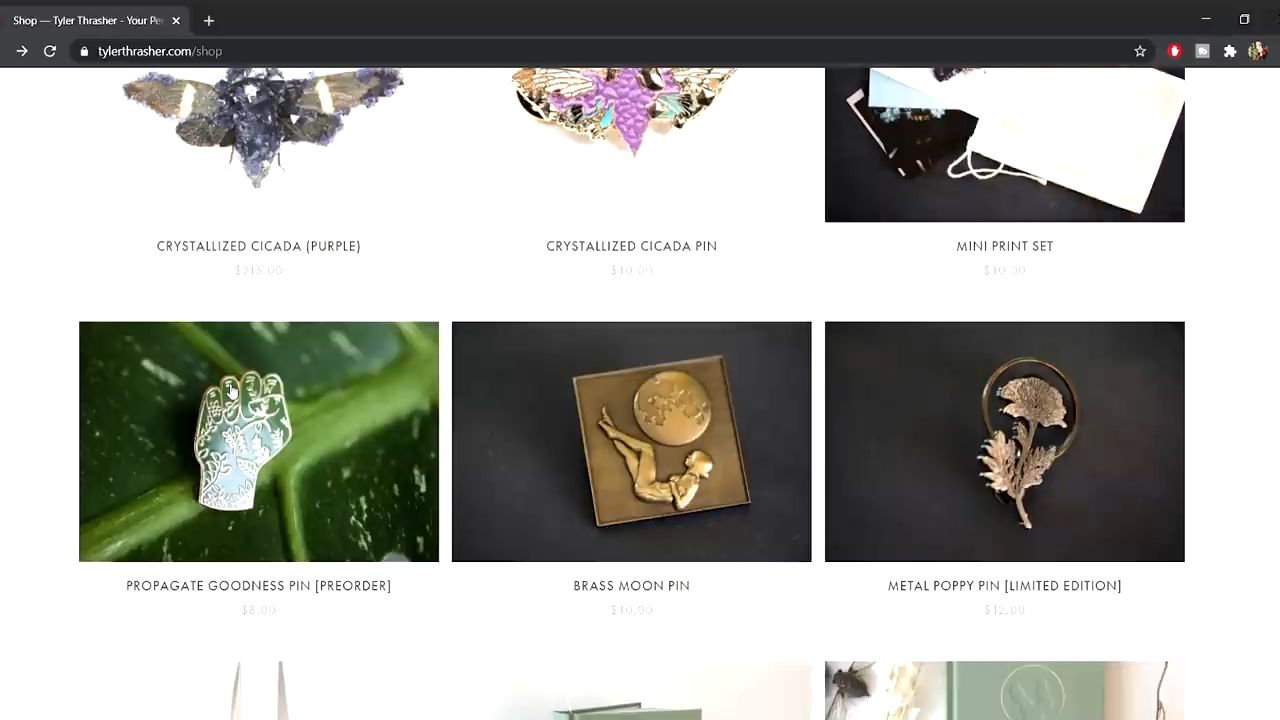 Shop — Tyler Thrasher - Your Pe
tylerthrasher.com/shop
CRYSTALLIZED CICADA (PURPLE)
$215.00
CRYSTALLIZED CICADA PIN
$10.00
MINI PRINT SET
$10.00
PROPAGATE GOODNESS PIN [PREORDER]
$8.00
BRASS MOON PIN
$10.00
METAL POPPY PIN [LIMITED EDITION]
$12.00